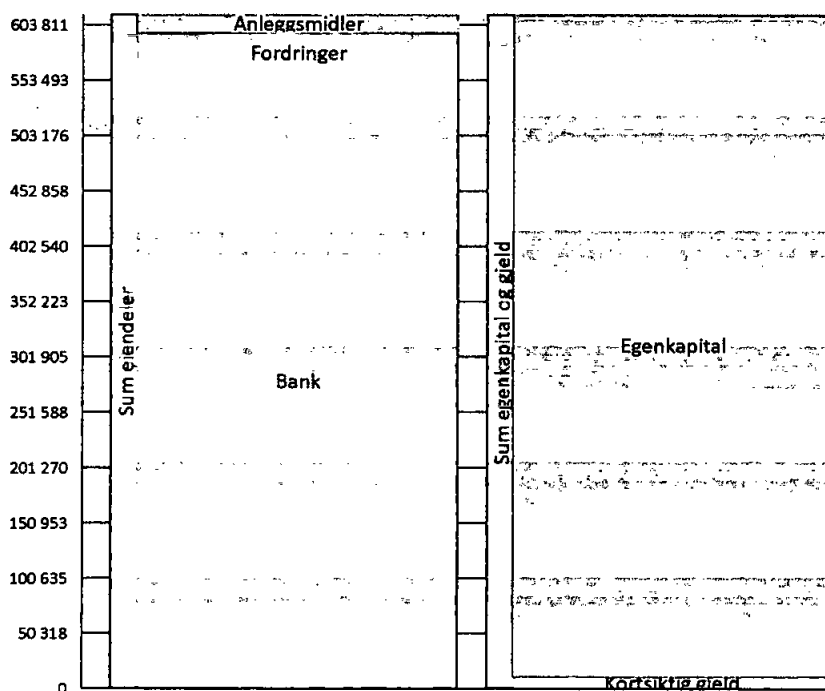 603 811
553 493
503 176
452 858
402 540
352 223
301 905
251 588
201 270
150 953
100 635
50 318
0
Sum eiendeler
Anleggsmidler
Fordringer
Bank
Sum egenkapital og gjeld
Egenkapital
Kortsiktig gjeld